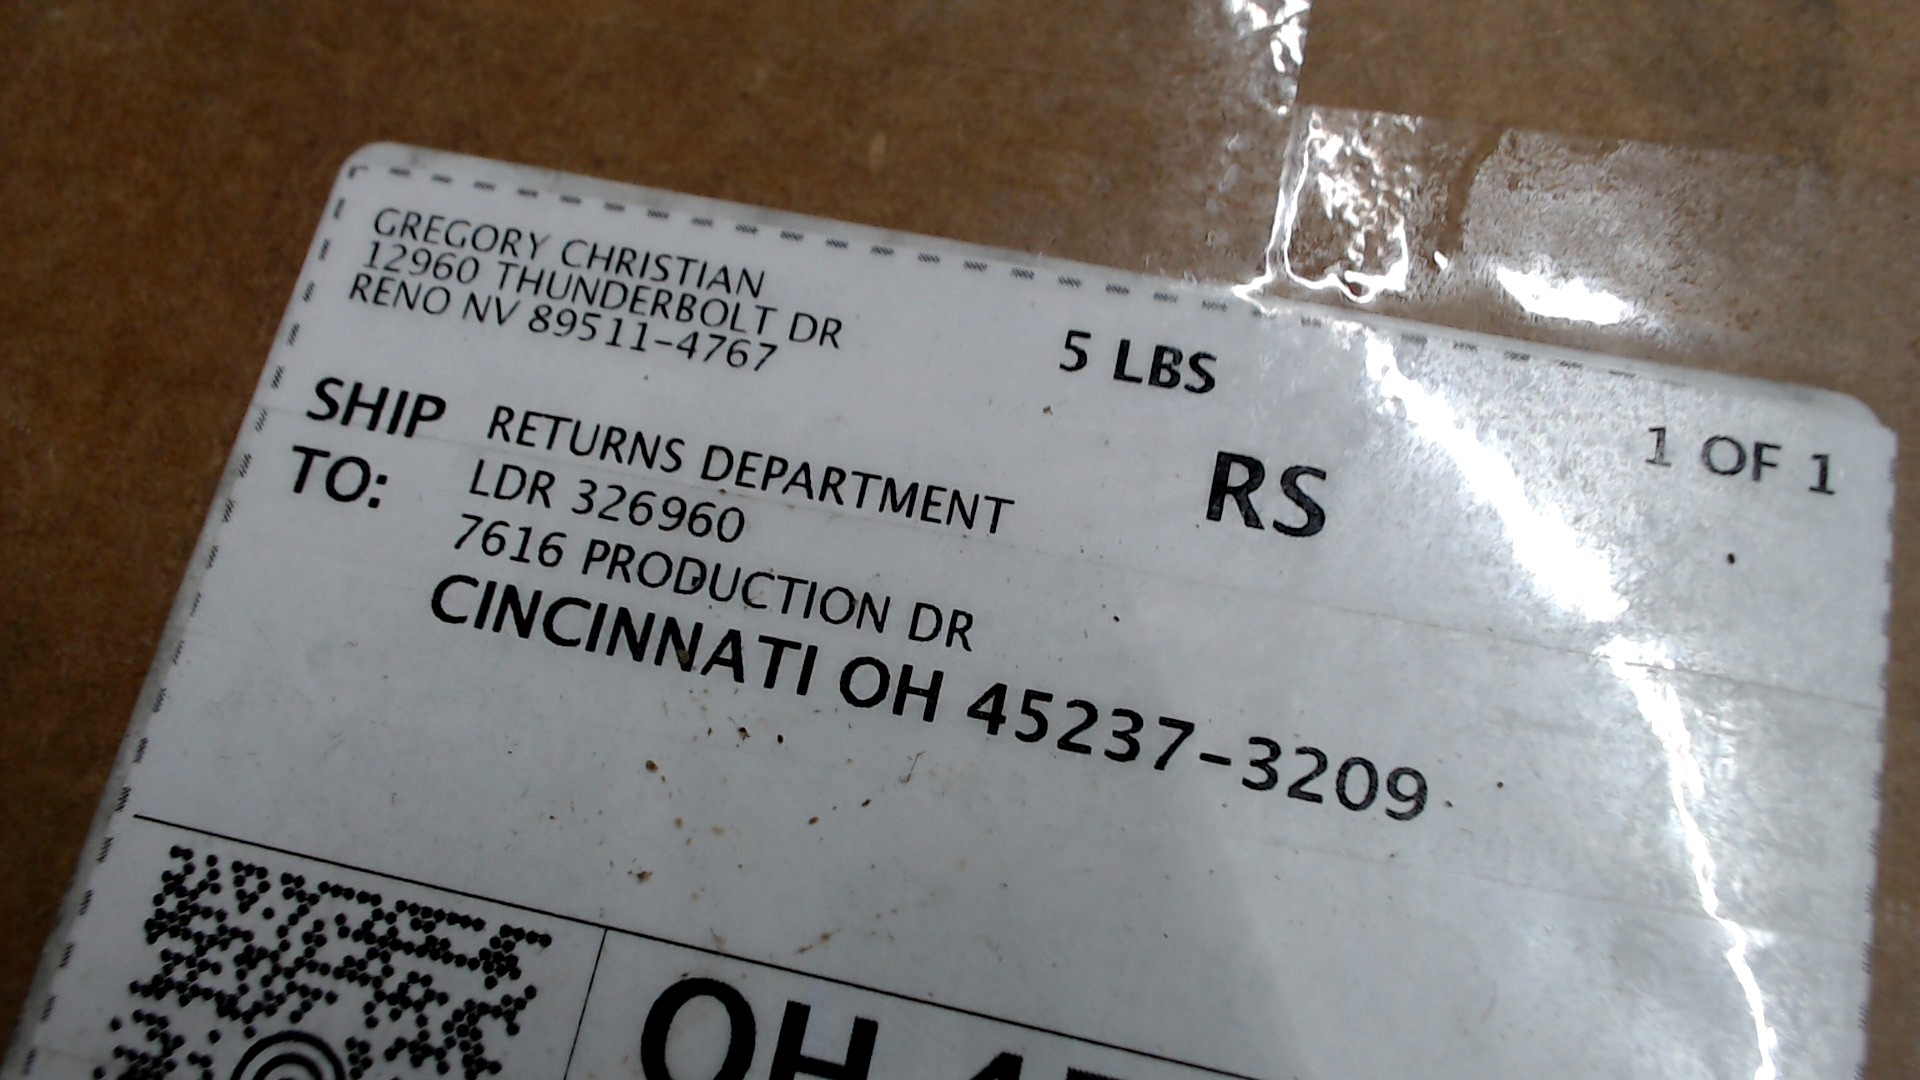 GREGORY CHRISTIAN
12960 THUNDERBOLT DR
RENO NV 89511-4767
5 LBS
1 OF 1
RS
SHIP TO:
RETURNS DEPARTMENT
LDR 326960
7616 PRODUCTION DR
CINCINNATI OH 45237-3209
OH